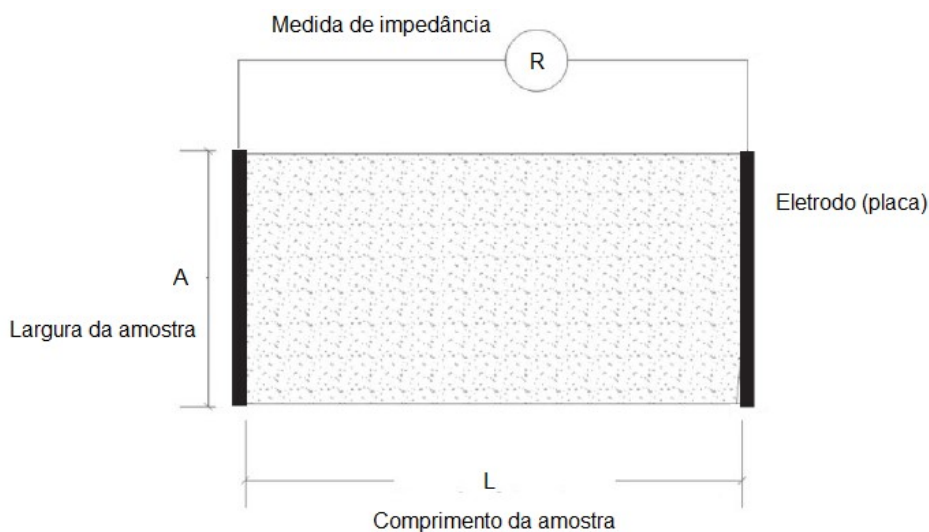 Medida de impedância
R
Eletrodo (placa)
A
Largura da amostra
L
Comprimento da amostra